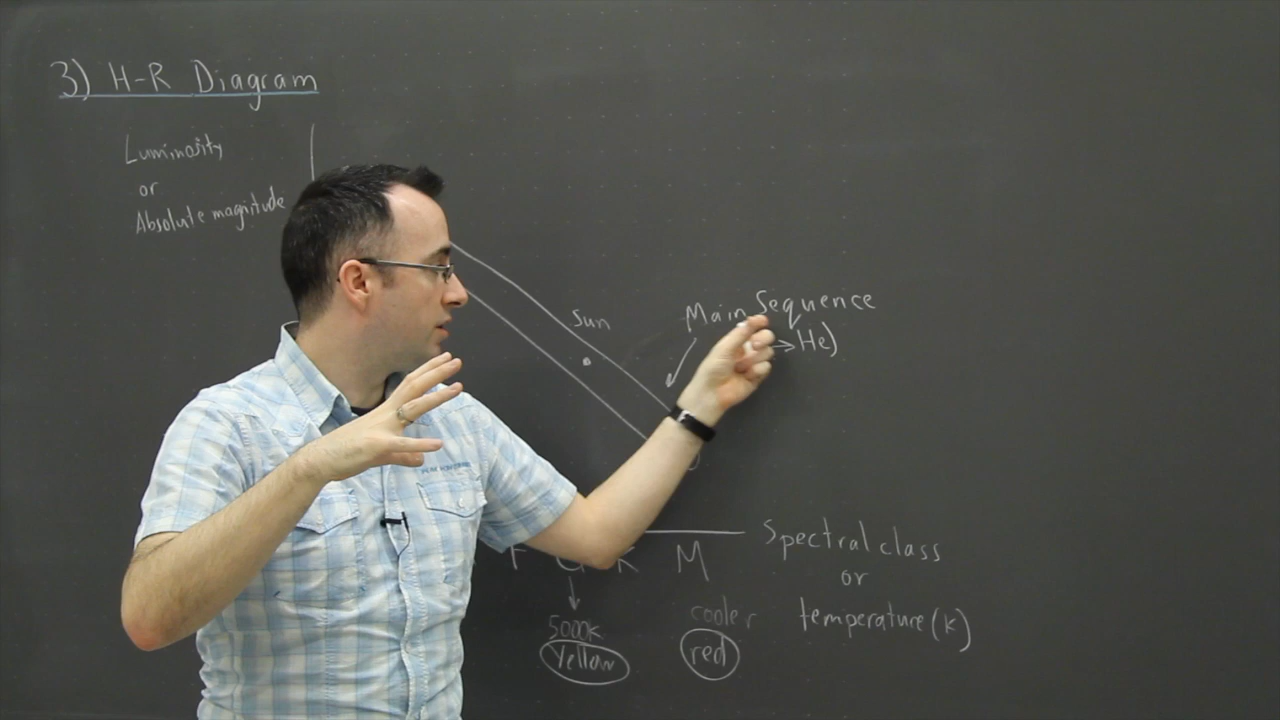 3) H-R Diagram
Luminosity
or
Absolute magnitude
Sun
Main Sequence
→He)
F G K M
Spectral class
or
temperature (K)
5000K
Yellow
cooler
red